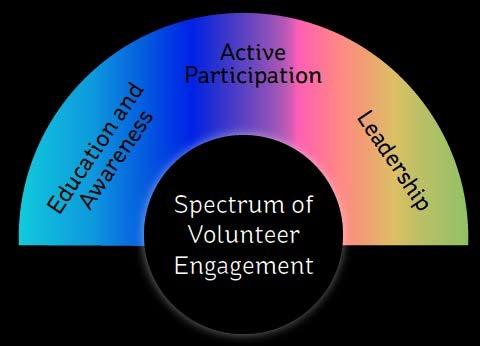 Education and
Awareness
Active
Participation
Leadership
Spectrum of
Volunteer
Engagement